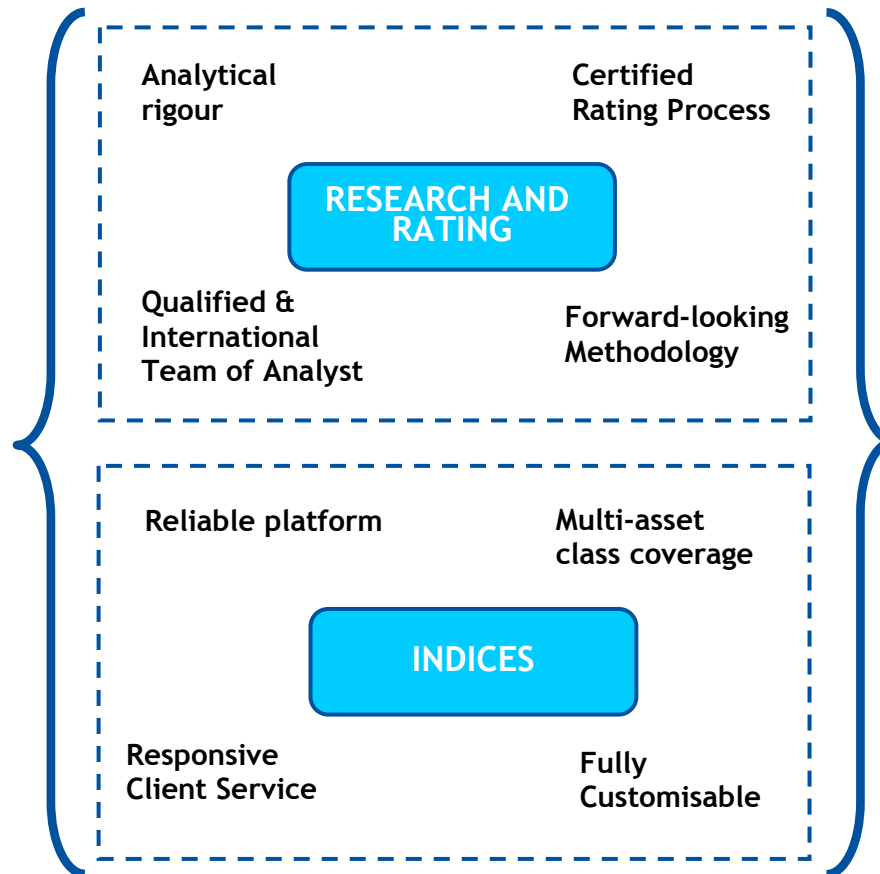 Analytical
rigour
Certified
Rating Process
RESEARCH AND
RATING
Qualified &
International
Team of Analyst
Forward-looking
Methodology
Reliable platform
Multi-asset
class coverage
INDICES
Responsive
Client Service
Fully
Customisable